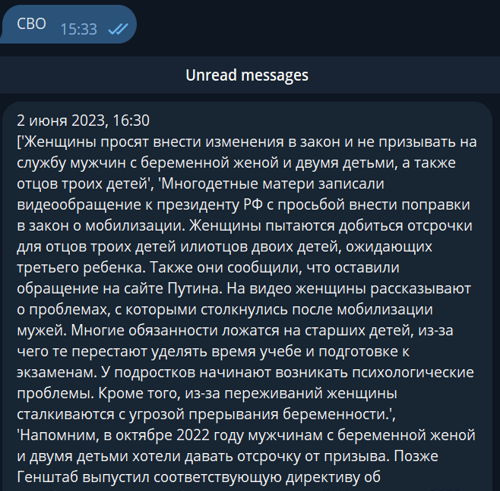 СВО
15:33
Unread messages
2 июня 2023, 16:30
['Женщины просят внести изменения в закон и не призывать на
службу мужчин с беременной женой и двумя детьми, а также
отцов троих детей', 'Многодетные матери записали
видеообращение к президенту РФ с просьбой внести поправки
в закон о мобилизации. Женщины пытаются добиться отсрочки
для отцов троих детей илиотцов двоих детей, ожидающих
третьего ребенка. Также они сообщили, что оставили
обращение на сайте Путина. На видео женщины рассказывают
о проблемах, с которыми столкнулись после мобилизации
мужей. Многие обязанности ложатся на старших детей, из-за
чего те перестают уделять время учебе и подготовке к
экзаменам. У подростков начинают возникать психологические
проблемы. Кроме того, из-за переживаний женщины
сталкиваются с угрозой прерывания беременности.',
'Напомним, в октябре 2022 году мужчинам с беременной женой
и двумя детьми хотели давать отсрочку от призыва. Позже
Генштаб выпустил соответствующую директиву об